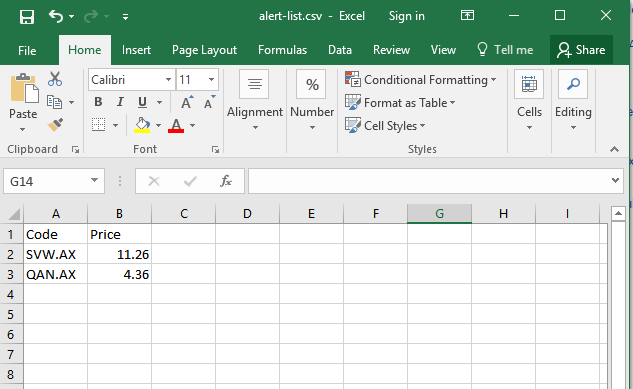 alert-list.csv - Excel Sign in
File Home Insert Page Layout Formulas Data Review View Tell me Share
Paste
Calibri 11
B I U A A
A
Alignment
%
Number
Conditional Formatting
Format as Table
Cell Styles
Cells
Editing
Clipboard Font Styles
G14 fx
A B C D E F G H I
1 Code Price
2 SVW.AX 11.26
3 QAN.AX 4.36
4
5
6
7
8